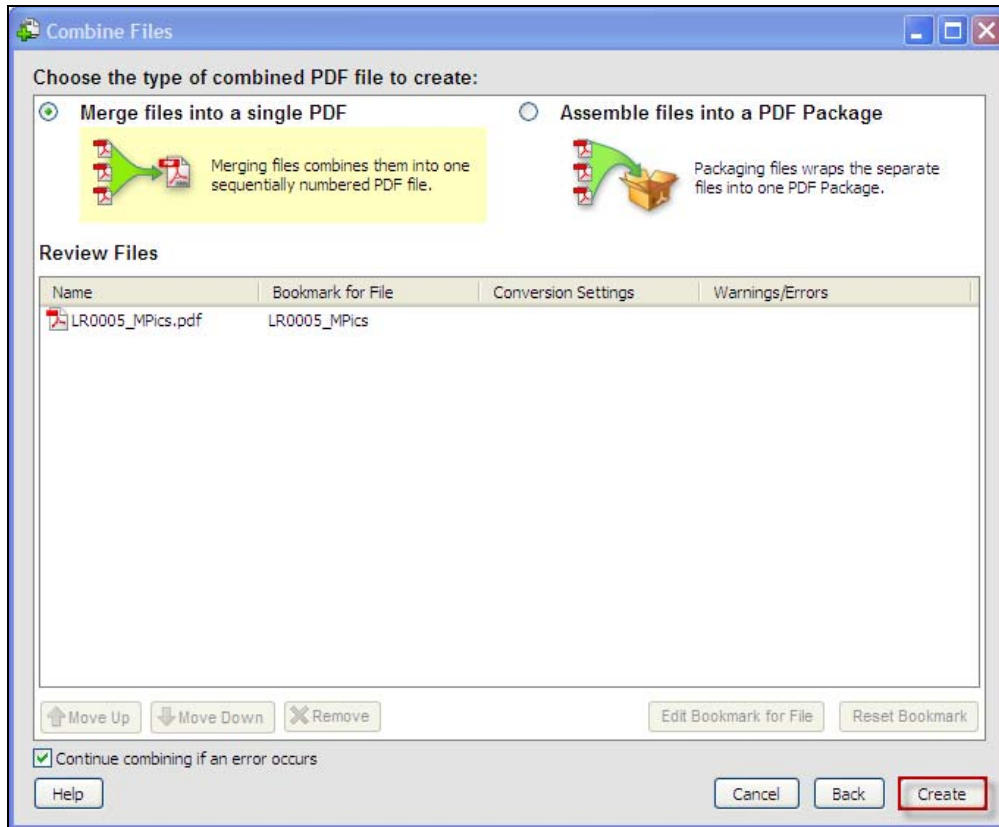 Combine Files
Choose the type of combined PDF file to create:
Merge files into a single PDF
Merging files combines them into one
sequentially numbered PDF file.
Assemble files into a PDF Package
Packaging files wraps the separate
files into one PDF Package.
Review Files
Name Bookmark for File Conversion Settings Warnings/Errors
LR0005_MPics.pdf LR0005_MPics
Move Up Move Down Remove Edit Bookmark for File Reset Bookmark
Continue combining if an error occurs
Help Cancel Back Create